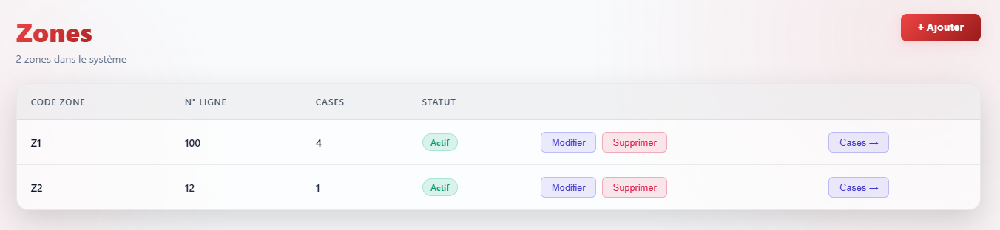 Zones
+ Ajouter
2 zones dans le système
CODE ZONE N° LIGNE CASES STATUT
Z1 100 4 Actif Modifier Supprimer Cases →
Z2 12 1 Actif Modifier Supprimer Cases →